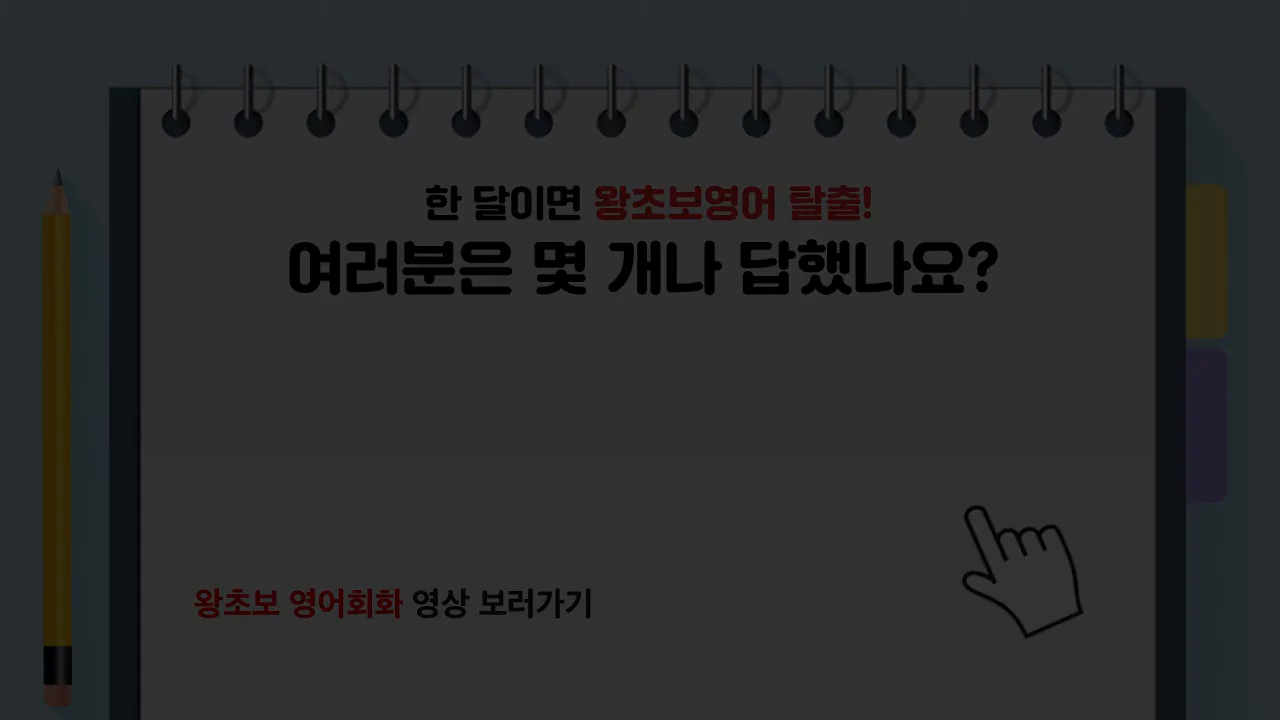 한 달이면 왕초보영어 탈출!
여러분은 몇 개나 답했나요?
왕초보 영어회화 영상 보러가기